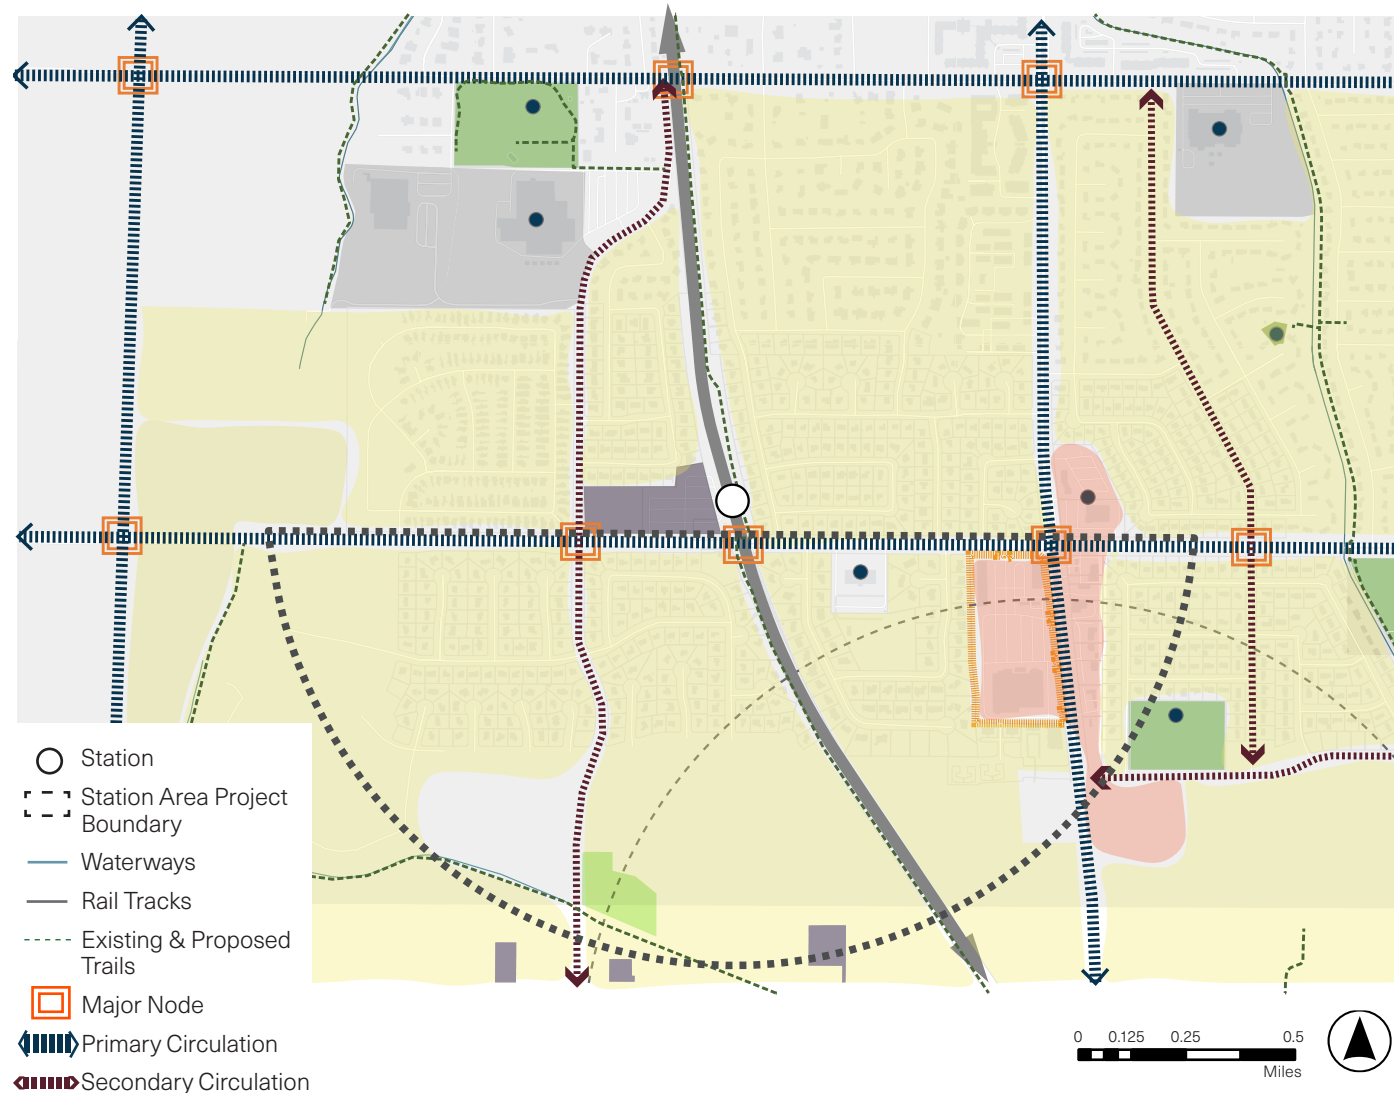 Station
Station Area Project
Boundary
Waterways
Rail Tracks
Existing & Proposed
Trails
Major Node
Primary Circulation
Secondary Circulation
0 0.125 0.25 0.5
Miles